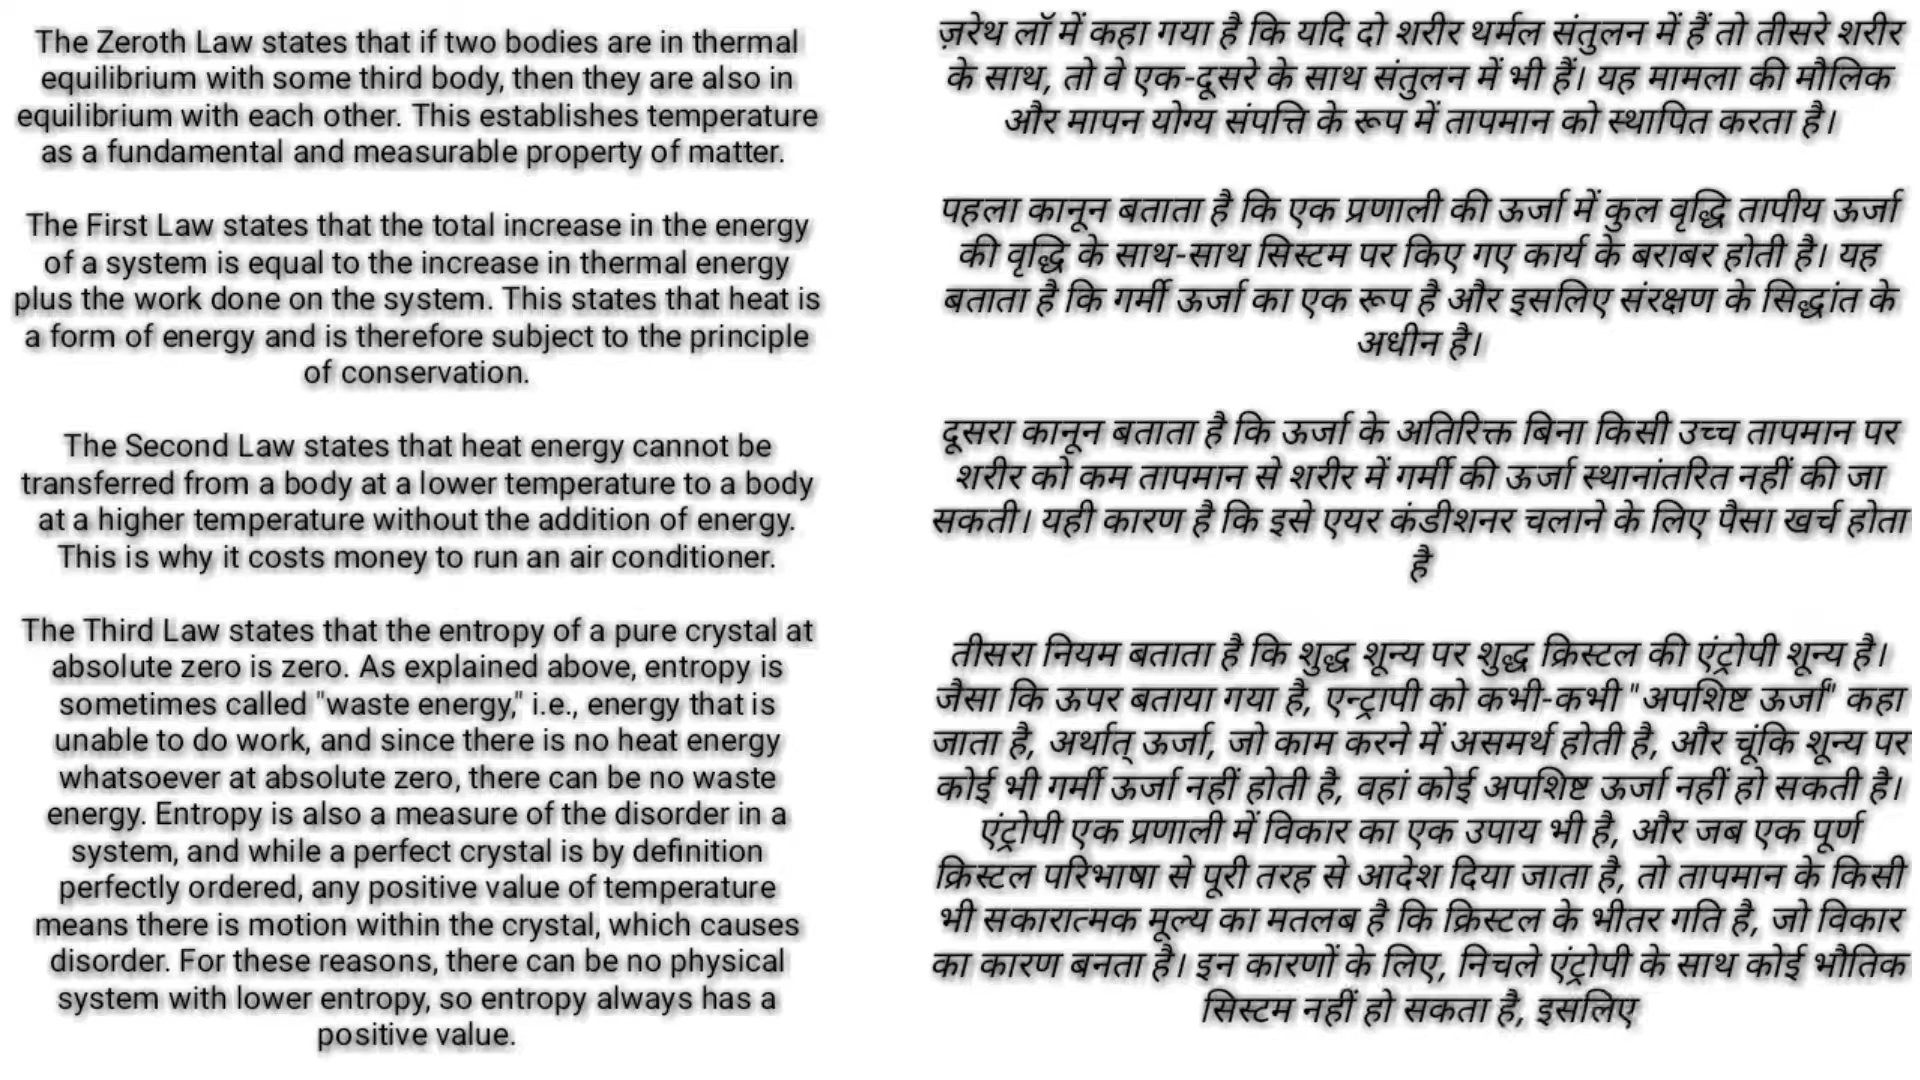 The Zeroth Law states that if two bodies are in thermal
equilibrium with some third body, then they are also in
equilibrium with each other. This establishes temperature
as a fundamental and measurable property of matter.
The First Law states that the total increase in the energy
of a system is equal to the increase in thermal energy
plus the work done on the system. This states that heat is
a form of energy and is therefore subject to the principle
of conservation.
The Second Law states that heat energy cannot be
transferred from a body at a lower temperature to a body
at a higher temperature without the addition of energy.
This is why it costs money to run an air conditioner.
The Third Law states that the entropy of a pure crystal at
absolute zero is zero. As explained above, entropy is
sometimes called "waste energy," i.e., energy that is
unable to do work, and since there is no heat energy
whatsoever at absolute zero, there can be no waste
energy. Entropy is also a measure of the disorder in a
system, and while a perfect crystal is by definition
perfectly ordered, any positive value of temperature
means there is motion within the crystal, which causes
disorder. For these reasons, there can be no physical
system with lower entropy, so entropy always has a
positive value.
ज़रेथ लॉ में कहा गया है कि यदि दो शरीर थर्मल संतुलन में हैं तो तीसरे शरीर
के साथ, तो वे एक-दूसरे के साथ संतुलन में भी हैं। यह मामला की मौलिक
और मापन योग्य संपत्ति के रूप में तापमान को स्थापित करता है।
पहला कानून बताता है कि एक प्रणाली की ऊर्जा में कुल वृद्धि तापीय ऊर्जा
की वृद्धि के साथ-साथ सिस्टम पर किए गए कार्य के बराबर होती है। यह
बताता है कि गर्मी ऊर्जा का एक रूप है और इसलिए संरक्षण के सिद्धांत के
अधीन है।
दूसरा कानून बताता है कि ऊर्जा के अतिरिक्त बिना किसी उच्च तापमान पर
शरीर को कम तापमान से शरीर में गर्मी की ऊर्जा स्थानांतरित नहीं की जा
सकती। यही कारण है कि इसे एयर कंडीशनर चलाने के लिए पैसा खर्च होता
है
तीसरा नियम बताता है कि शुद्ध शून्य पर शुद्ध क्रिस्टल की एंट्रोपी शून्य है।
जैसा कि ऊपर बताया गया है, एन्ट्रापी को कभी-कभी "अपशिष्ट ऊर्जा" कहा
जाता है, अर्थात् ऊर्जा, जो काम करने में असमर्थ होती है, और चूंकि शून्य पर
कोई भी गर्मी ऊर्जा नहीं होती है, वहां कोई अपशिष्ट ऊर्जा नहीं हो सकती है।
एंट्रोपी एक प्रणाली में विकार का एक उपाय भी है, और जब एक पूर्ण
क्रिस्टल परिभाषा से पूरी तरह से आदेश दिया जाता है, तो तापमान के किसी
भी सकारात्मक मूल्य का मतलब है कि क्रिस्टल के भीतर गति है, जो विकार
का कारण बनता है। इन कारणों के लिए, निचले एंट्रोपी के साथ कोई भौतिक
सिस्टम नहीं हो सकता है, इसलिए